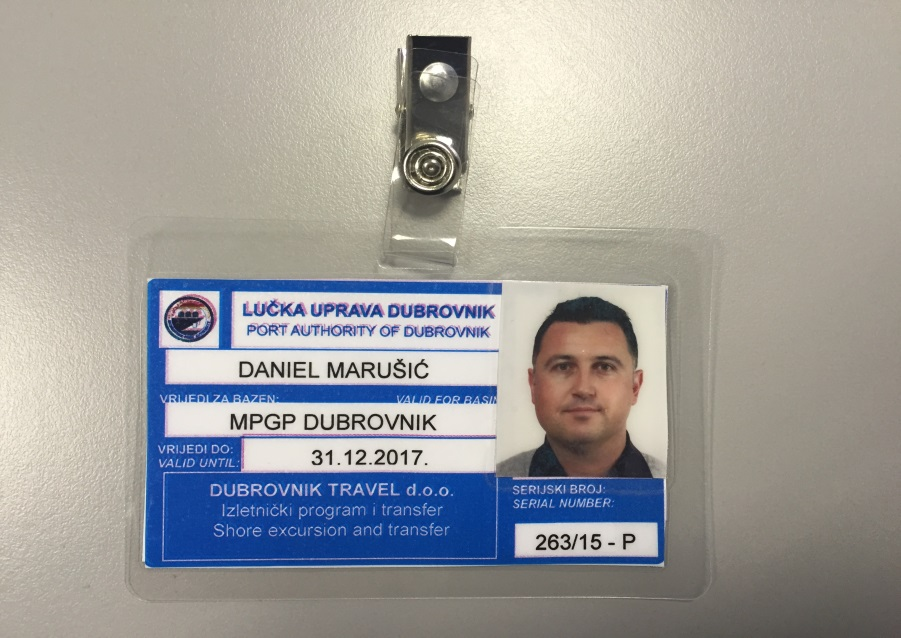 LUČKA UPRAVA DUBROVNIK
PORT AUTHORITY OF DUBROVNIK
DANIEL MARUŠIĆ
VRIJEDI ZA BAZEN: VALID FOR BASIN
MPGP DUBROVNIK
VRIJEDI DO:
VALID UNTIL:
31.12.2017.
DUBROVNIK TRAVEL d.o.o.
Izletnički program i transfer
Shore excursion and transfer
SERIJSKI BROJ:
SERIAL NUMBER:
263/15 - P